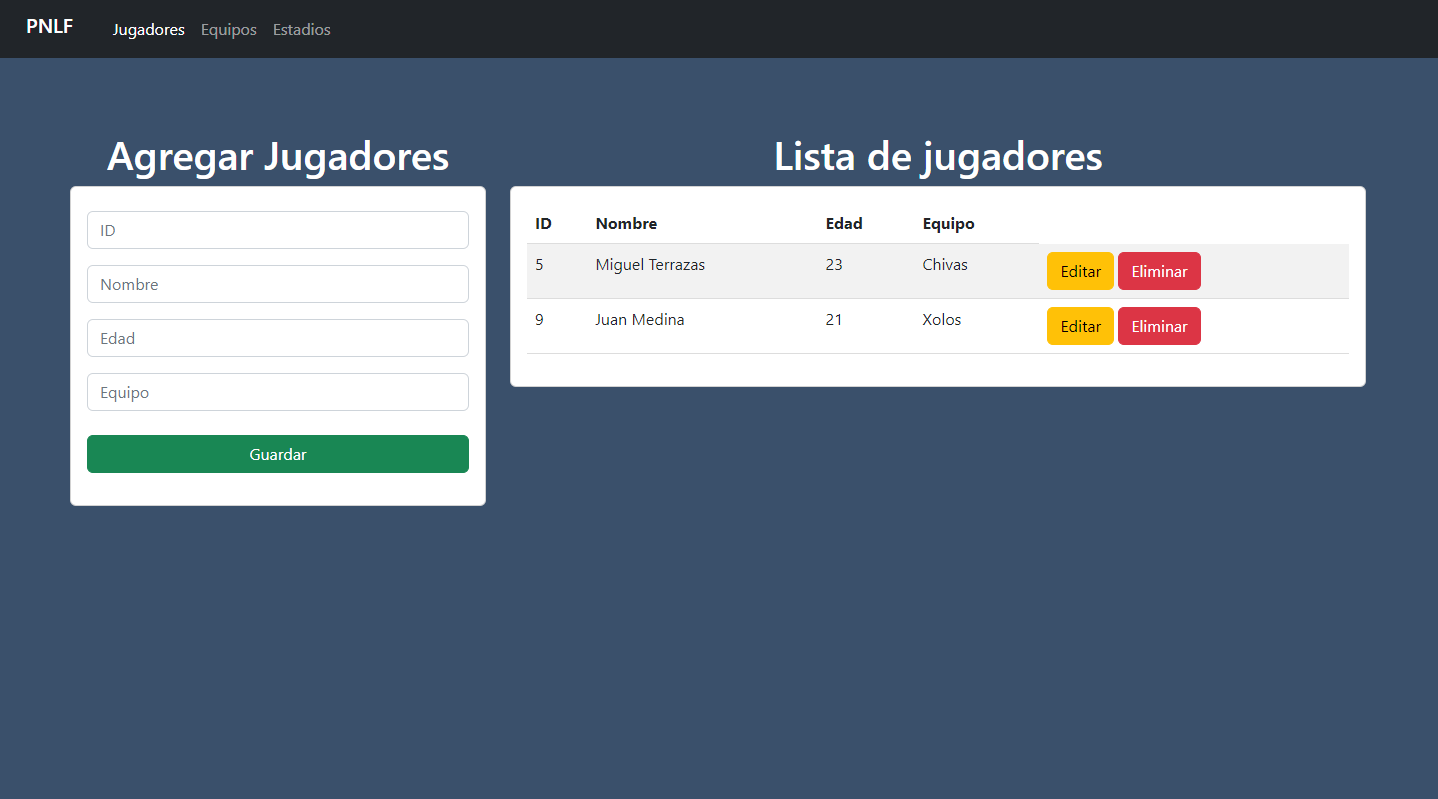 PNLF Jugadores Equipos Estadios
Agregar Jugadores
ID
Nombre
Edad
Equipo
Guardar
Lista de jugadores
ID Nombre Edad Equipo
5 Miguel Terrazas 23 Chivas Editar Eliminar
9 Juan Medina 21 Xolos Editar Eliminar